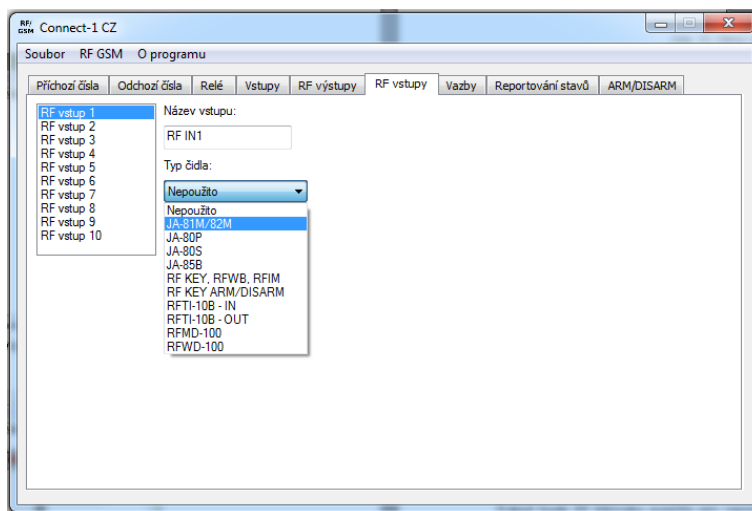 RF/GSM Connect-1 CZ
Soubor RF GSM O programu
Příchozí čísla Odchozí čísla Relé Vstupy RF výstupy RF vstupy Vazby Reportování stavů ARM/DISARM
RF vstup 1
RF vstup 2
RF vstup 3
RF vstup 4
RF vstup 5
RF vstup 6
RF vstup 7
RF vstup 8
RF vstup 9
RF vstup 10
Název vstupu:
RF IN1
Typ čidla:
Nepoužito
Nepoužito
JA-81M/82M
JA-80P
JA-80S
JA-85B
RF KEY, RFWB, RFIM
RF KEY ARM/DISARM
RFTI-10B - IN
RFTI-10B - OUT
RFMD-100
RFWD-100